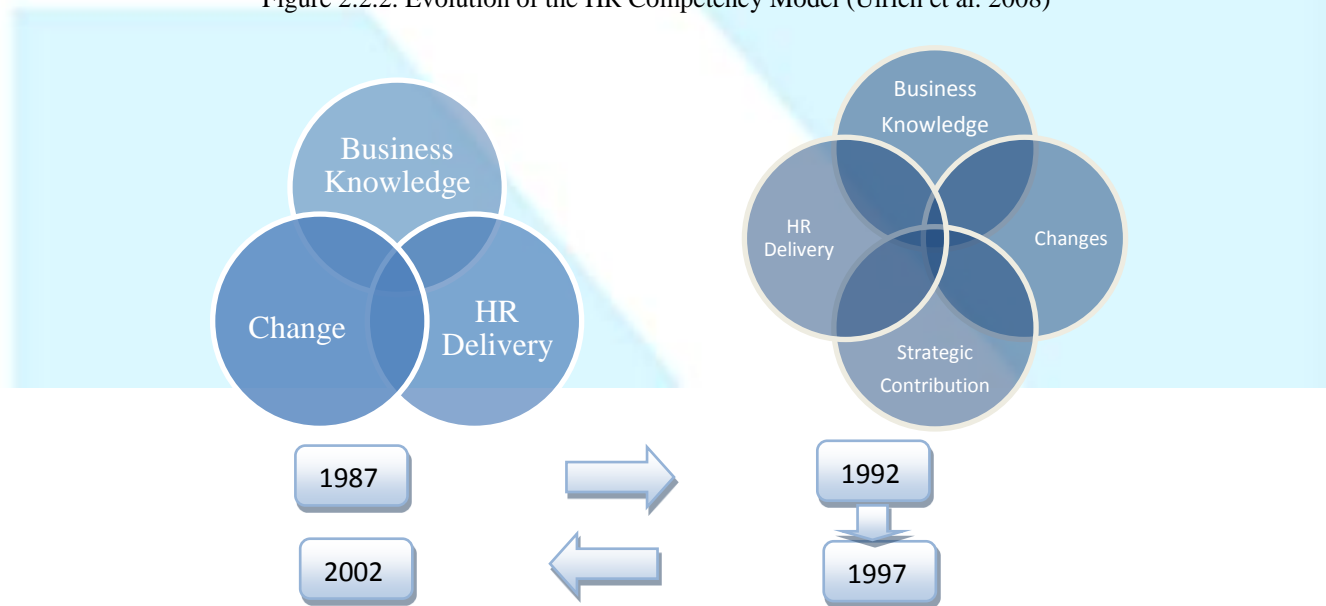 Figure 2.2.2: Evolution of the HR Competency Model (Ulrich et al. 2008)
Business
Knowledge
Change
HR
Delivery
Business
Knowledge
HR
Delivery
Changes
Strategic
Contribution
1987
1992
2002
1997